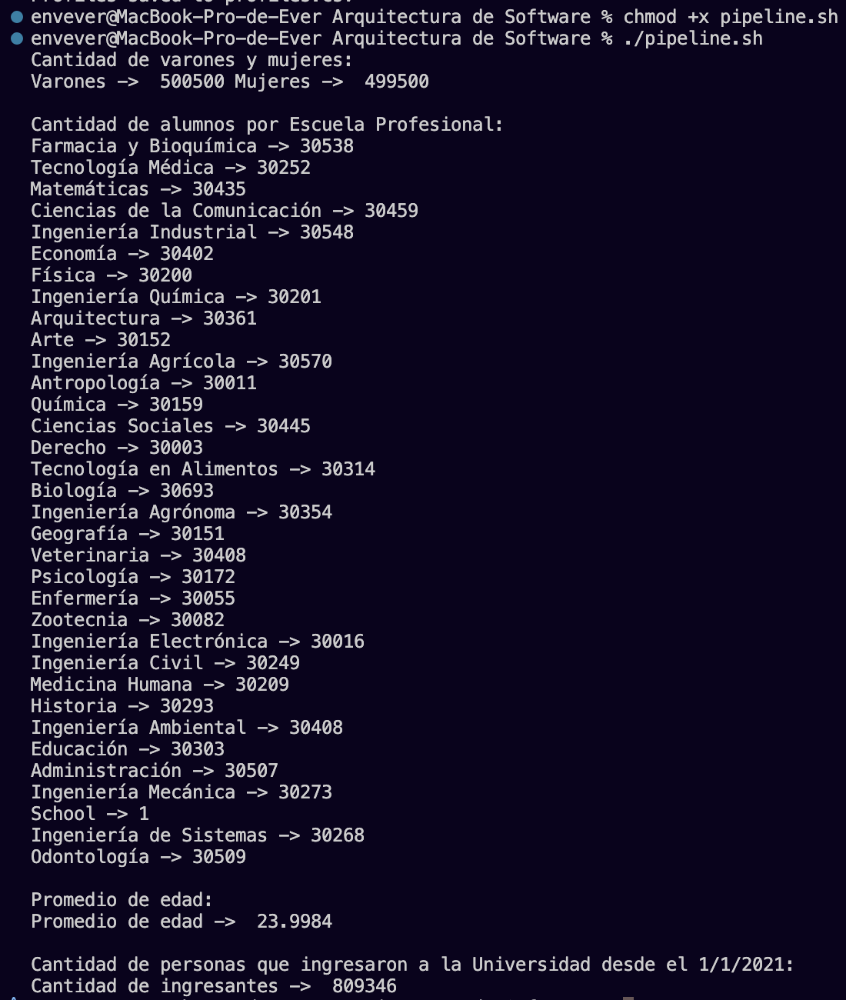 envever@MacBook-Pro-de-Ever Arquitectura de Software % chmod +x pipeline.sh
envever@MacBook-Pro-de-Ever Arquitectura de Software % ./pipeline.sh
Cantidad de varones y mujeres:
Varones ->  500500 Mujeres ->  499500
Cantidad de alumnos por Escuela Profesional:
Farmacia y Bioquímica -> 30538
Tecnología Médica -> 30252
Matemáticas -> 30435
Ciencias de la Comunicación -> 30459
Ingeniería Industrial -> 30548
Economía -> 30402
Física -> 30200
Ingeniería Química -> 30201
Arquitectura -> 30361
Arte -> 30152
Ingeniería Agrícola -> 30570
Antropología -> 30011
Química -> 30159
Ciencias Sociales -> 30445
Derecho -> 30003
Tecnología en Alimentos -> 30314
Biología -> 30693
Ingeniería Agrónoma -> 30354
Geografía -> 30151
Veterinaria -> 30408
Psicología -> 30172
Enfermería -> 30055
Zootecnia -> 30082
Ingeniería Electrónica -> 30016
Ingeniería Civil -> 30249
Medicina Humana -> 30209
Historia -> 30293
Ingeniería Ambiental -> 30408
Educación -> 30303
Administración -> 30507
Ingeniería Mecánica -> 30273
School -> 1
Ingeniería de Sistemas -> 30268
Odontología -> 30509
Promedio de edad:
Promedio de edad ->  23.9984
Cantidad de personas que ingresaron a la Universidad desde el 1/1/2021:
Cantidad de ingresantes ->  809346